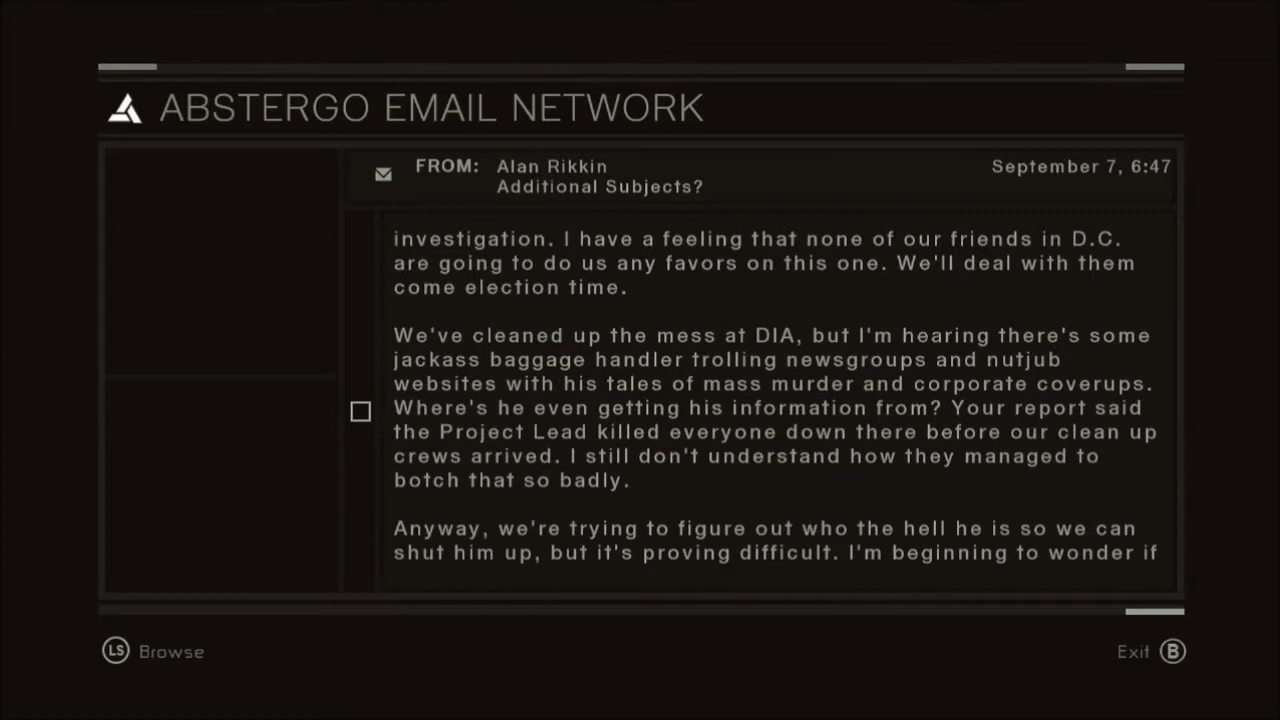 ABSTERGO EMAIL NETWORK
FROM: Alan Rikkin September 7, 6:47
Additional Subjects?
investigation. I have a feeling that none of our friends in D.C.
are going to do us any favors on this one. We'll deal with them
come election time.
We've cleaned up the mess at DIA, but I'm hearing there's some
jackass baggage handler trolling newsgroups and nutjub
websites with his tales of mass murder and corporate coverups.
Where's he even getting his information from? Your report said
the Project Lead killed everyone down there before our clean up
crews arrived. I still don't understand how they managed to
botch that so badly.
Anyway, we're trying to figure out who the hell he is so we can
shut him up, but it's proving difficult. I'm beginning to wonder if
LS Browse
Exit B